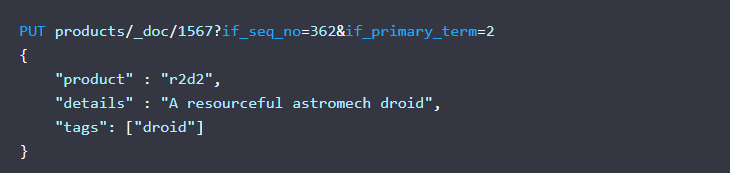 PUT products/_doc/1567?if_seq_no=362&if_primary_term=2
{
    "product" : "r2d2",
    "details" : "A resourceful astromech droid",
    "tags": ["droid"]
}